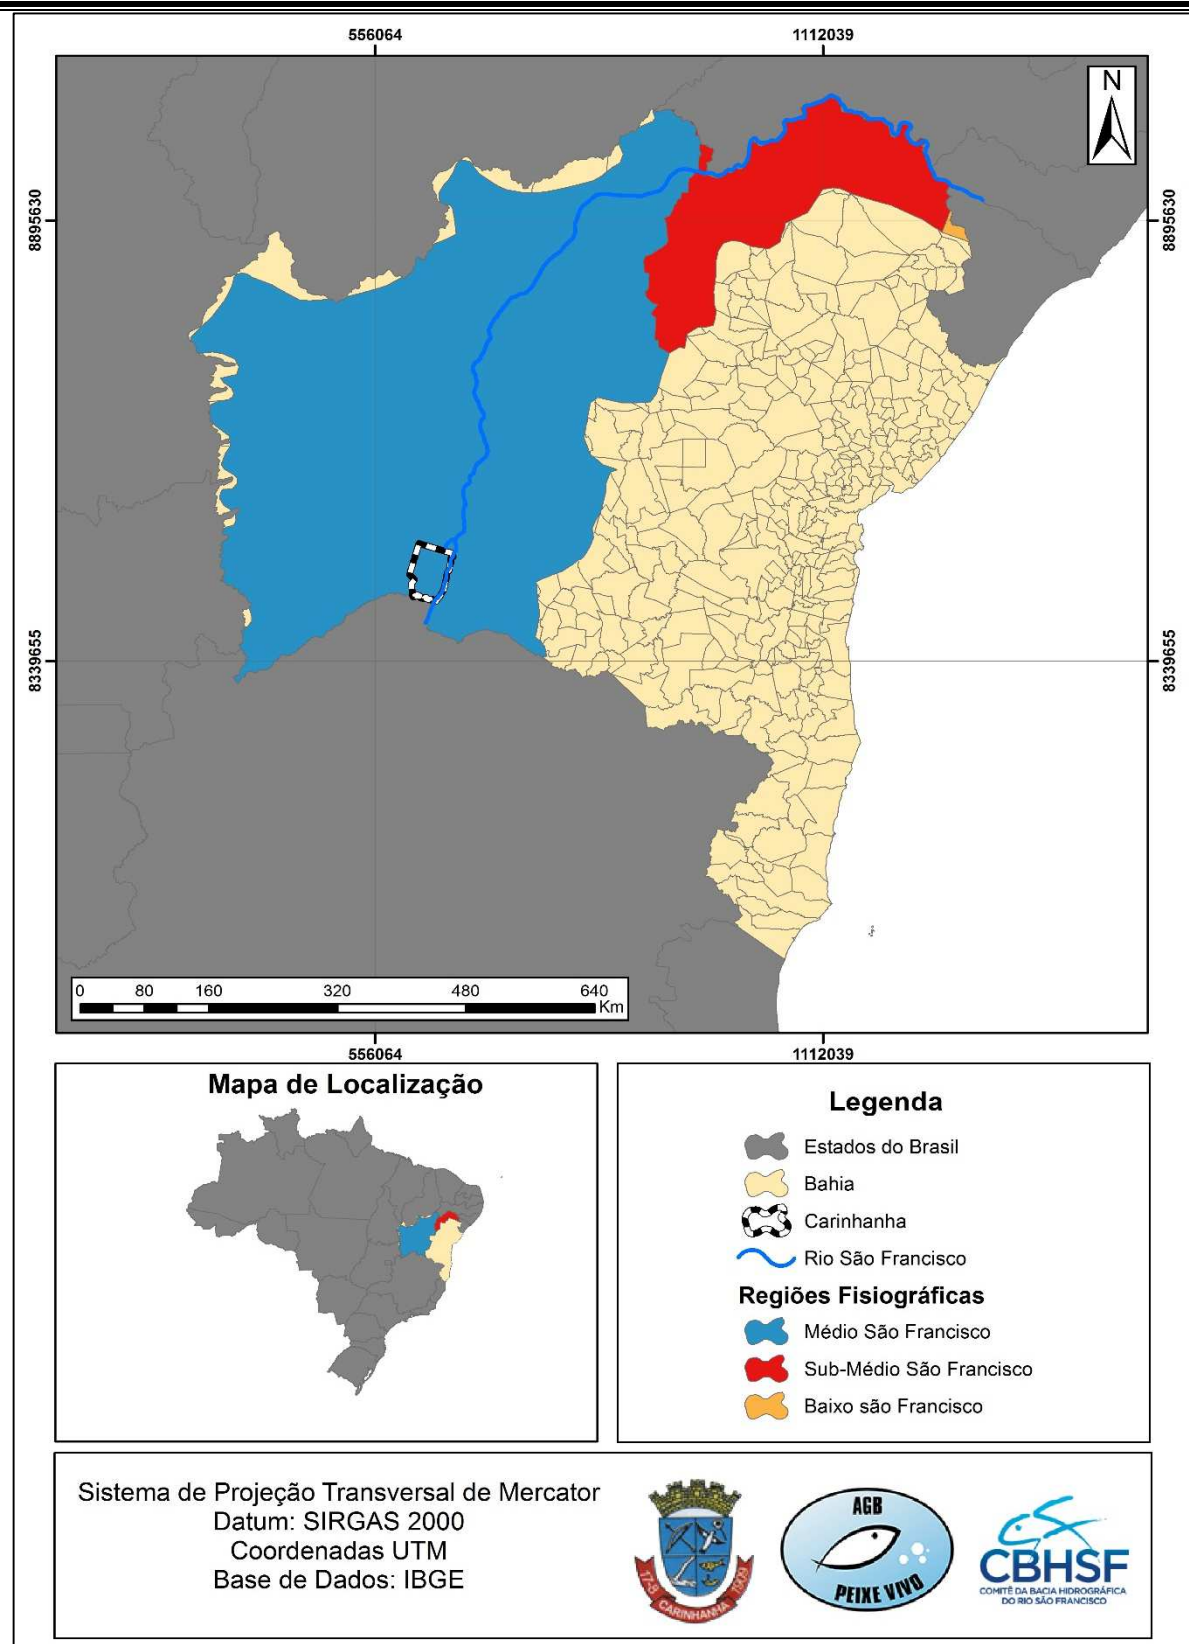 556064
1112039
N
8895630
8895630
8339655
8339655
0 80 160 320 480 640
Km
556064
1112039
Mapa de Localização
Legenda
Estados do Brasil
Bahia
Carinhanha
Rio São Francisco
Regiões Fisiográficas
Médio São Francisco
Sub-Médio São Francisco
Baixo são Francisco
Sistema de Projeção Transversal de Mercator
Datum: SIRGAS 2000
Coordenadas UTM
Base de Dados: IBGE
17-8 CARINHANHA 1909
AGB
PEIXE VIVO
CBHSF
COMITÊ DA BACIA HIDROGRÁFICA
DO RIO SÃO FRANCISCO